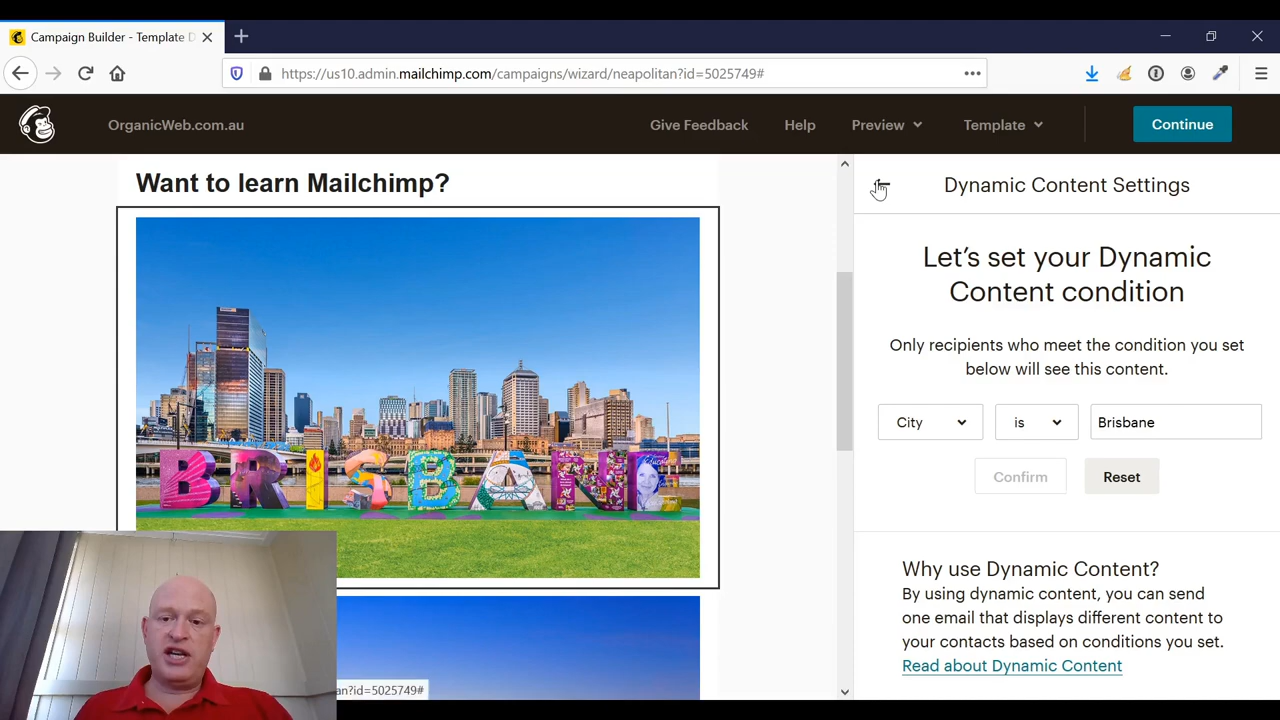 Campaign Builder - Template D
https://us10.admin.mailchimp.com/campaigns/wizard/neapolitan?id=5025749#
OrganicWeb.com.au
Give Feedback
Help
Preview
Template
Continue
Want to learn Mailchimp?
BRISBANE
Dynamic Content Settings
Let's set your Dynamic
Content condition
Only recipients who meet the condition you set
below will see this content.
City
is
Brisbane
Confirm
Reset
Why use Dynamic Content?
By using dynamic content, you can send
one email that displays different content to
your contacts based on conditions you set.
Read about Dynamic Content
an?id=5025749#